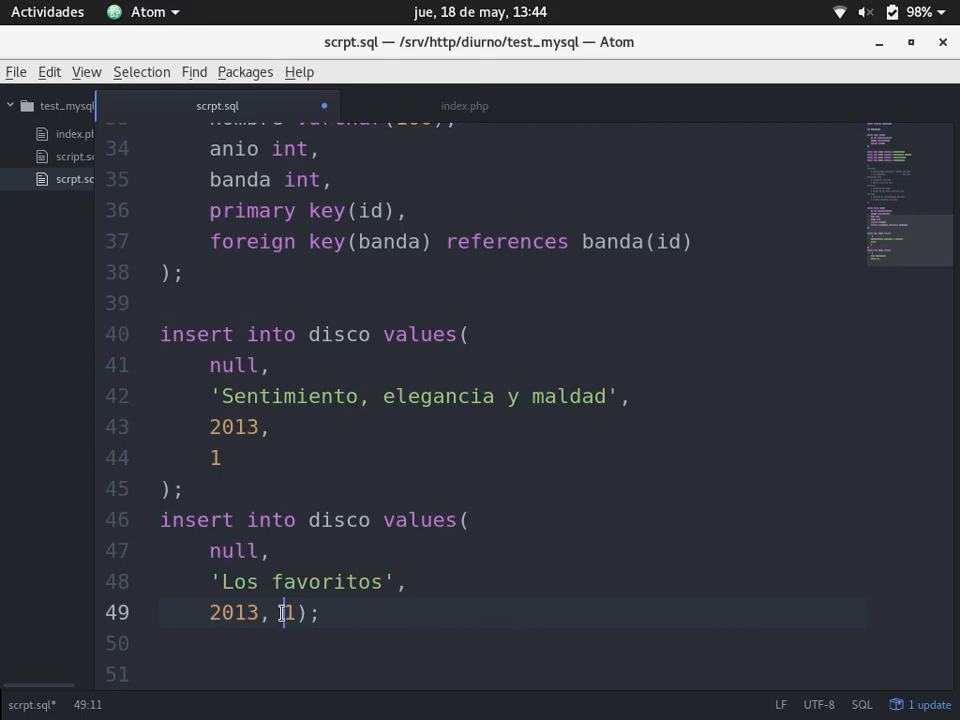 Actividades Atom jue, 18 de may, 13:44 98%
scrpt.sql — /srv/http/diurno/test_mysql — Atom
File Edit View Selection Find Packages Help
test_mysql scrpt.sql index.php
index.ph
script.sc
scrpt.sc
34 anio int,
35 banda int,
36 primary key(id),
37 foreign key(banda) references banda(id)
38 );
39
40 insert into disco values(
41 null,
42 'Sentimiento, elegancia y maldad',
43 2013,
44 1
45 );
46 insert into disco values(
47 null,
48 'Los favoritos',
49 2013, 1);
50
51
scrpt.sql* 49:11 LF UTF-8 SQL 1 update